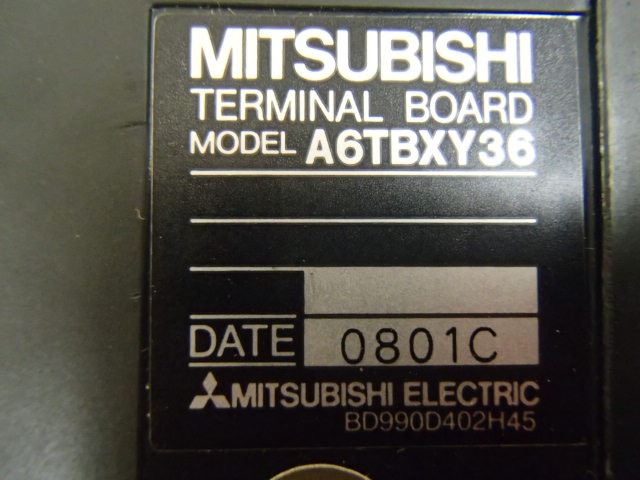 MITSUBISHI
TERMINAL BOARD
MODEL A6TBXY36
DATE 0801C
MITSUBISHI ELECTRIC
BD990D402H45